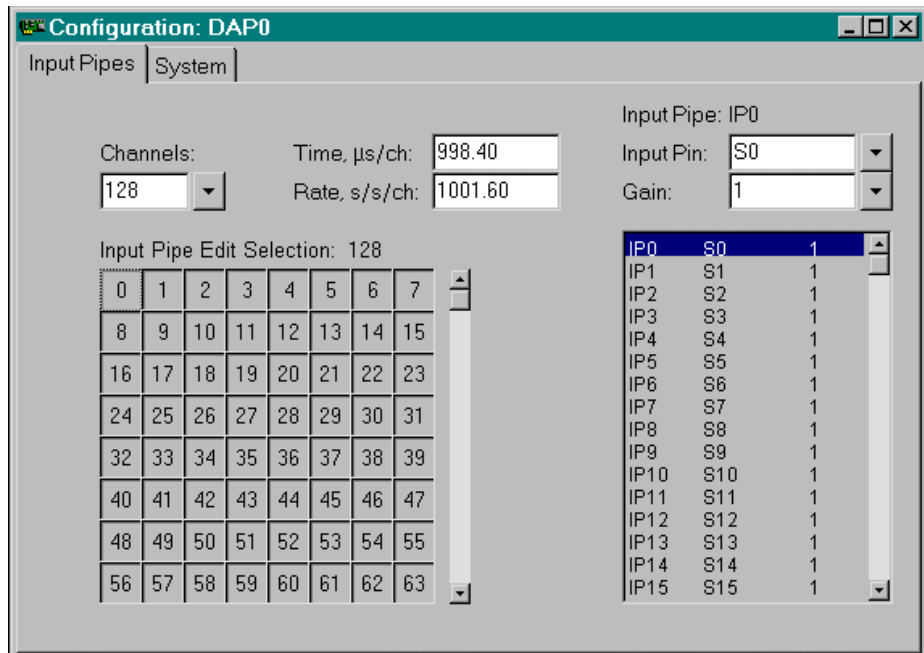 Configuration: DAP0
Input Pipes System
Input Pipe: IP0
Channels: Time, µs/ch: 998.40 Input Pin: S0
128 Rate, s/s/ch: 1001.60 Gain: 1
Input Pipe Edit Selection: 128
0 1 2 3 4 5 6 7
8 9 10 11 12 13 14 15
16 17 18 19 20 21 22 23
24 25 26 27 28 29 30 31
32 33 34 35 36 37 38 39
40 41 42 43 44 45 46 47
48 49 50 51 52 53 54 55
56 57 58 59 60 61 62 63
IP0 S0 1
IP1 S1 1
IP2 S2 1
IP3 S3 1
IP4 S4 1
IP5 S5 1
IP6 S6 1
IP7 S7 1
IP8 S8 1
IP9 S9 1
IP10 S10 1
IP11 S11 1
IP12 S12 1
IP13 S13 1
IP14 S14 1
IP15 S15 1